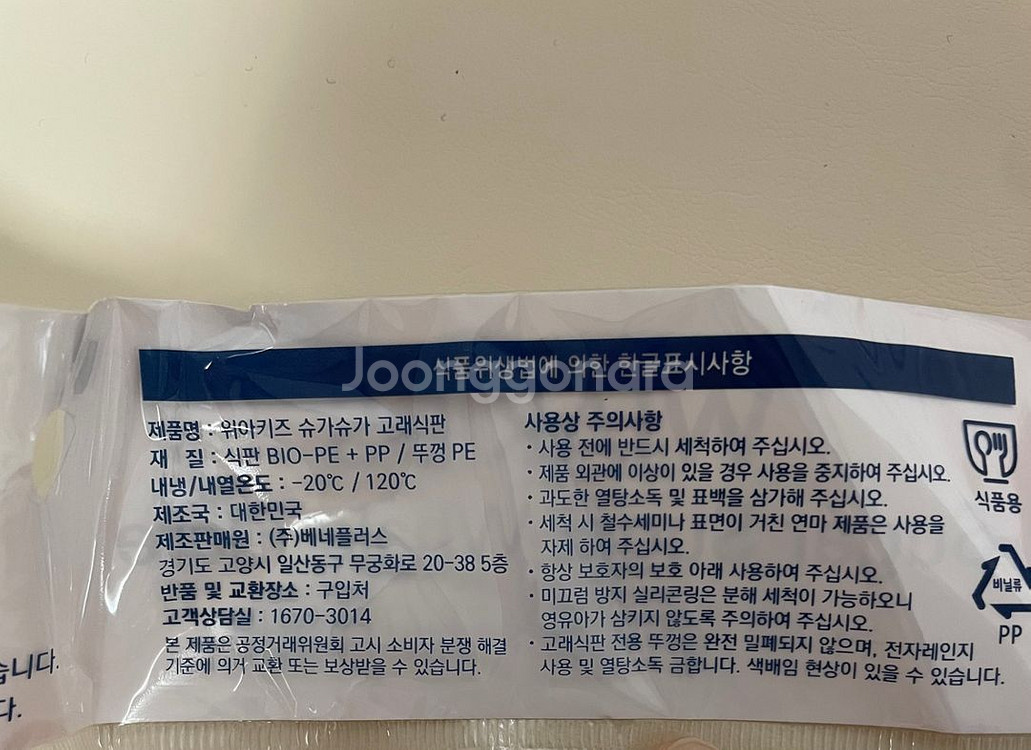 식품위생법에 의한 한글표시사항
Joonggonara
제품명 : 위아키즈 슈가슈가 고래식판
재 질 : 식판 BIO-PE + PP / 뚜껑 PE
내냉/내열온도 : -20℃ / 120℃
제조국 : 대한민국
제조판매원 : (주)베네플러스
경기도 고양시 일산동구 무궁화로 20-38 5층
반품 및 교환장소 : 구입처
고객상담실 : 1670-3014
본 제품은 공정거래위원회 고시 소비자 분쟁 해결
기준에 의거 교환 또는 보상받을 수 있습니다.
사용상 주의사항
· 사용 전에 반드시 세척하여 주십시오.
· 제품 외관에 이상이 있을 경우 사용을 중지하여 주십시오.
· 과도한 열탕소독 및 표백을 삼가해 주십시오.
· 세척 시 철수세미나 표면이 거친 연마 제품은 사용을
자제 하여 주십시오.
· 항상 보호자의 보호 아래 사용하여 주십시오.
· 미끄럼 방지 실리콘링은 분해 세척이 가능하오니
영유아가 삼키지 않도록 주의하여 주십시오.
· 고래식판 전용 뚜껑은 완전 밀폐되지 않으며, 전자레인지
사용 및 열탕소독 금합니다. 색배임 현상이 있을 수 있습니다.
식품용
비닐류
PP
습니다.
다.